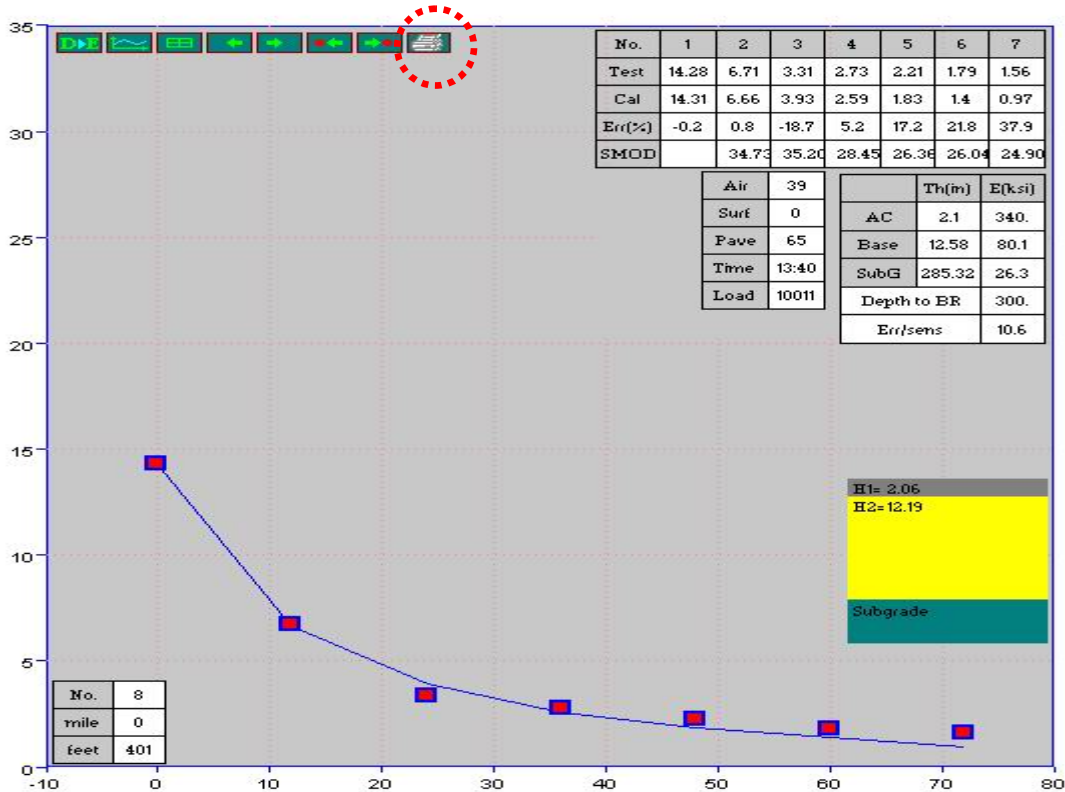 35
D▸E
No. 1 2 3 4 5 6 7
Test 14.28 6.71 3.31 2.73 2.21 1.79 1.56
Cal 14.31 6.66 3.93 2.59 1.83 1.4 0.97
30
Err(%) -0.2 0.8 -18.7 5.2 17.2 21.8 37.9
SMOD 34.73 35.20 28.45 26.36 26.04 24.90
Air 39
Surf 0
Pave 65
Time 13:40
Load 10011
Th(in) E(ksi)
AC 2.1 340.
Base 12.58 80.1
SubG 285.32 26.3
Depth to BR 300.
Err/sens 10.6
25
20
15
H1= 2.06
H2=12.19
10
Subgrade
5
No. 8
mile 0
feet 401
0
-10 0 10 20 30 40 50 60 70 80